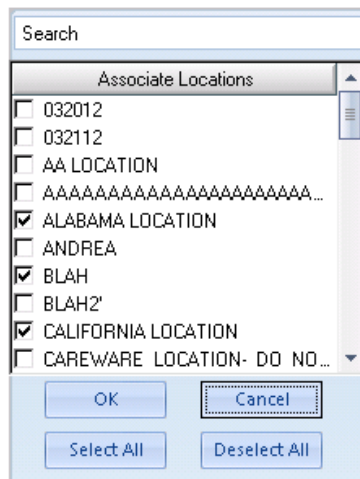 Search
Associate Locations
032012
032112
AA LOCATION
AAAAAAAAAAAAAAAAAAAAAA...
ALABAMA LOCATION
ANDREA
BLAH
BLAH2'
CALIFORNIA LOCATION
CAREWARE LOCATION- DO NO...
OK Cancel
Select All Deselect All